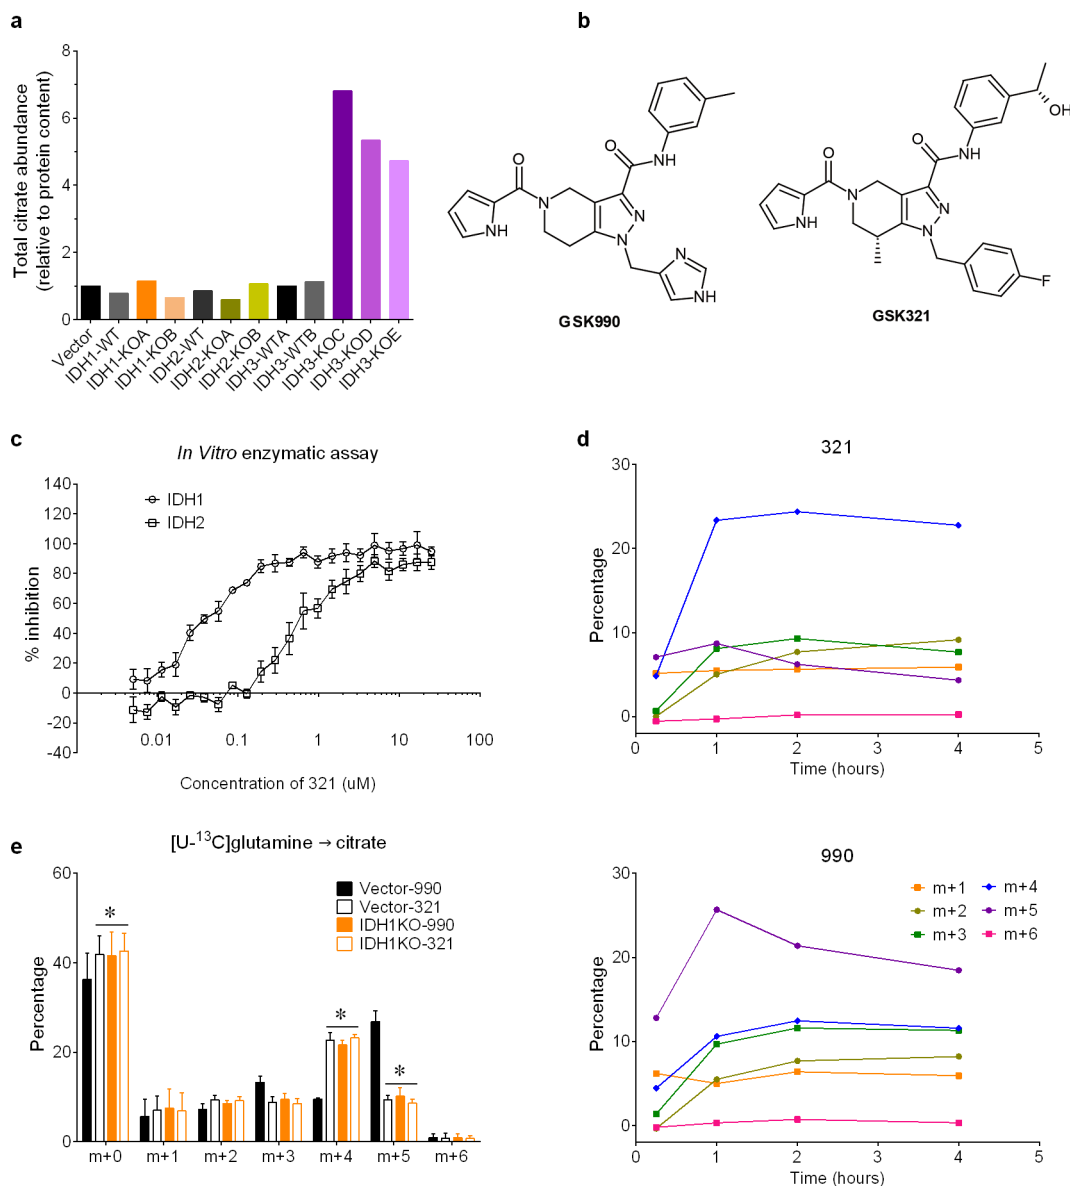 a
Total citrate abundance
(relative to protein content)
8
6
4
2
0
Vector
IDH1-WT
IDH1-KOA
IDH1-KOB
IDH2-WT
IDH2-KOA
IDH2-KOB
IDH3-WTA
IDH3-WTB
IDH3-KOC
IDH3-KOD
IDH3-KOE
b
O
NH
O
N
NH
N
N
N
NH
GSK990
OH
O
NH
O
N
NH
N
N
F
GSK321
c
In Vitro enzymatic assay
IDH1
IDH2
% inhibition
140
120
100
80
60
40
20
0
-20
-40
0.01
0.1
1
10
100
Concentration of 321 (uM)
d
321
Percentage
30
20
10
0
0
1
2
3
4
5
Time (hours)
e
[U-¹³C]glutamine → citrate
Vector-990
Vector-321
IDH1KO-990
IDH1KO-321
Percentage
60
40
20
0
*
*
*
m+0
m+1
m+2
m+3
m+4
m+5
m+6
990
m+1
m+4
m+2
m+5
m+3
m+6
Percentage
30
20
10
0
0
1
2
3
4
5
Time (hours)